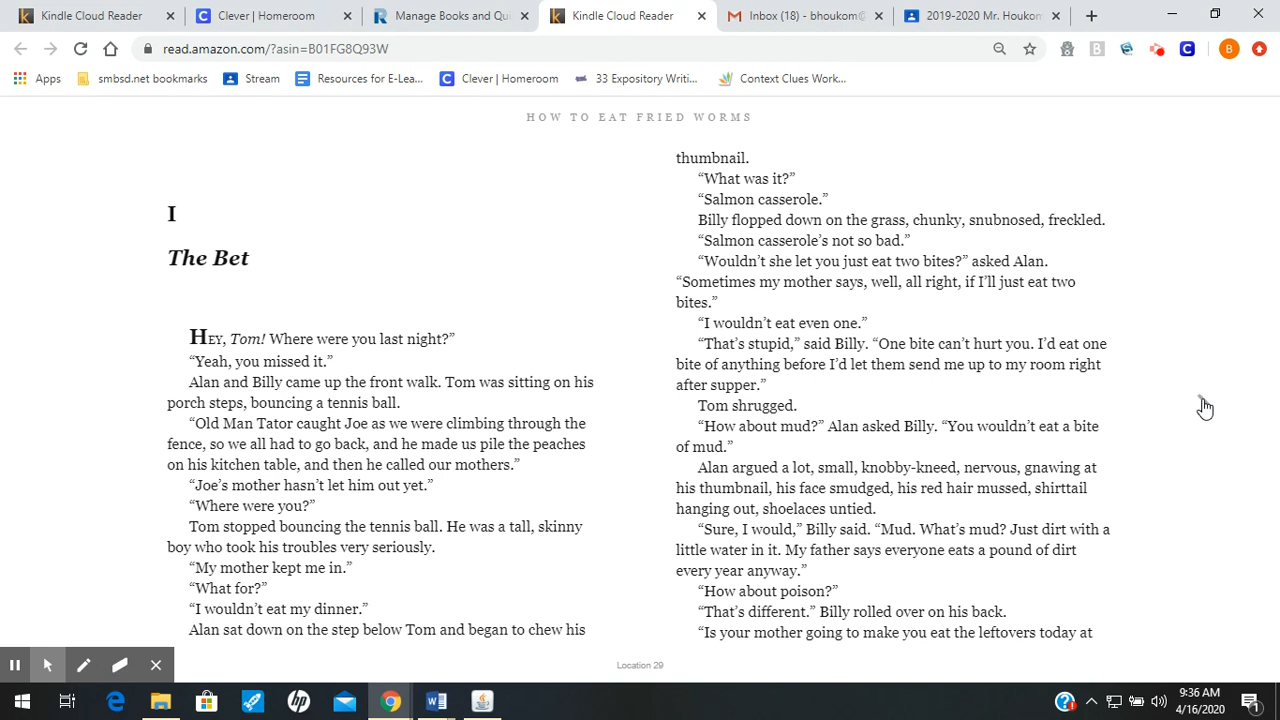 Kindle Cloud Reader
Clever | Homeroom
Manage Books and Qui
Kindle Cloud Reader
Inbox (18) - bhoukom@
2019-2020 Mr. Houkom
read.amazon.com/?asin=B01FG8Q93W
B
Apps
smbsd.net bookmarks
Stream
Resources for E-Lea...
Clever | Homeroom
33 Expository Writi...
Context Clues Work...
HOW TO EAT FRIED WORMS
I
The Bet
HEY, Tom! Where were you last night?”
“Yeah, you missed it.”
Alan and Billy came up the front walk. Tom was sitting on his
porch steps, bouncing a tennis ball.
“Old Man Tator caught Joe as we were climbing through the
fence, so we all had to go back, and he made us pile the peaches
on his kitchen table, and then he called our mothers.”
“Joe’s mother hasn’t let him out yet.”
“Where were you?”
Tom stopped bouncing the tennis ball. He was a tall, skinny
boy who took his troubles very seriously.
“My mother kept me in.”
“What for?”
“I wouldn’t eat my dinner.”
Alan sat down on the step below Tom and began to chew his
thumbnail.
“What was it?”
“Salmon casserole.”
Billy flopped down on the grass, chunky, snubnosed, freckled.
“Salmon casserole’s not so bad.”
“Wouldn’t she let you just eat two bites?” asked Alan.
“Sometimes my mother says, well, all right, if I’ll just eat two
bites.”
“I wouldn’t eat even one.”
“That’s stupid,” said Billy. “One bite can’t hurt you. I’d eat one
bite of anything before I’d let them send me up to my room right
after supper.”
Tom shrugged.
“How about mud?” Alan asked Billy. “You wouldn’t eat a bite
of mud.”
Alan argued a lot, small, knobby-kneed, nervous, gnawing at
his thumbnail, his face smudged, his red hair mussed, shirttail
hanging out, shoelaces untied.
“Sure, I would,” Billy said. “Mud. What’s mud? Just dirt with a
little water in it. My father says everyone eats a pound of dirt
every year anyway.”
“How about poison?”
“That’s different.” Billy rolled over on his back.
“Is your mother going to make you eat the leftovers today at
Location 29
9:36 AM
4/16/2020